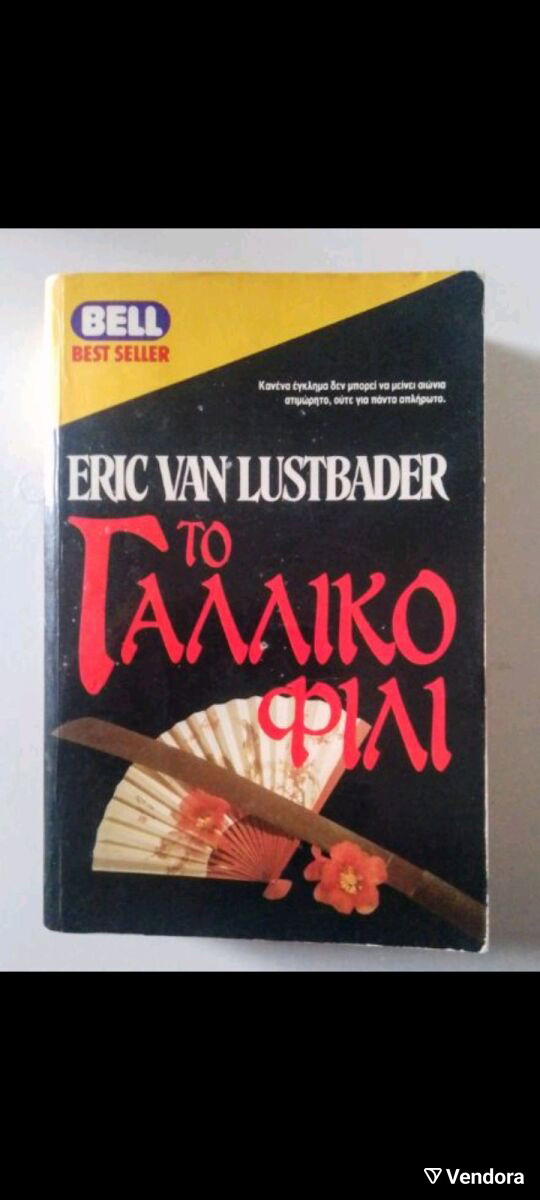 BELL
BEST SELLER
Κανένα έγκλημα δεν μπορεί να μείνει αιώνια
ατιμώρητο, ούτε για πάντα απλήρωτο.
ERIC VAN LUSTBADER
ΤΟ
ΓΑΛΛΙΚΟ
ΦΙΛΙ
Vendora